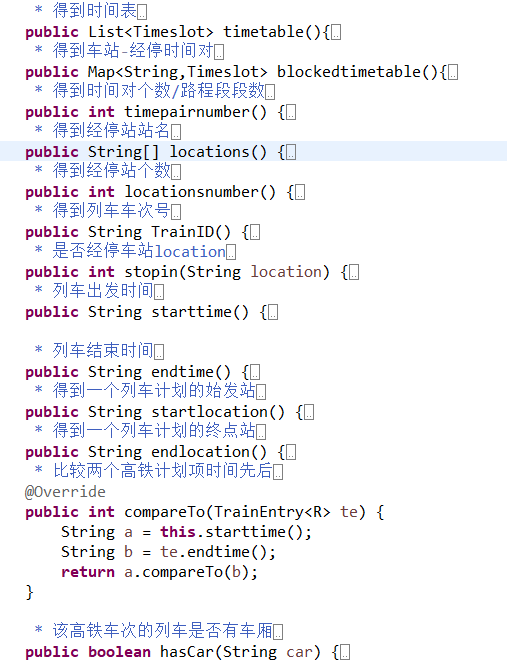 * 得到时间表
public List<Timeslot> timetable(){
* 得到车站-经停时间对
public Map<String,Timeslot> blockedtimetable(){
* 得到时间对个数/路程段段数
public int timepairnumber() {
* 得到经停站站名
public String[] locations() {
* 得到经停站个数
public int locationsnumber() {
* 得到列车车次号
public String TrainID() {
* 是否经停车站location
public int stopin(String location) {
* 列车出发时间
public String starttime() {
* 列车结束时间
public String endtime() {
* 得到一个列车计划的始发站
public String startlocation() {
* 得到一个列车计划的终点站
public String endlocation() {
* 比较两个高铁计划项时间先后
@Override
public int compareTo(TrainEntry<R> te) {
String a = this.starttime();
String b = te.endtime();
return a.compareTo(b);
}
* 该高铁车次的列车是否有车厢
public boolean hasCar(String car) {